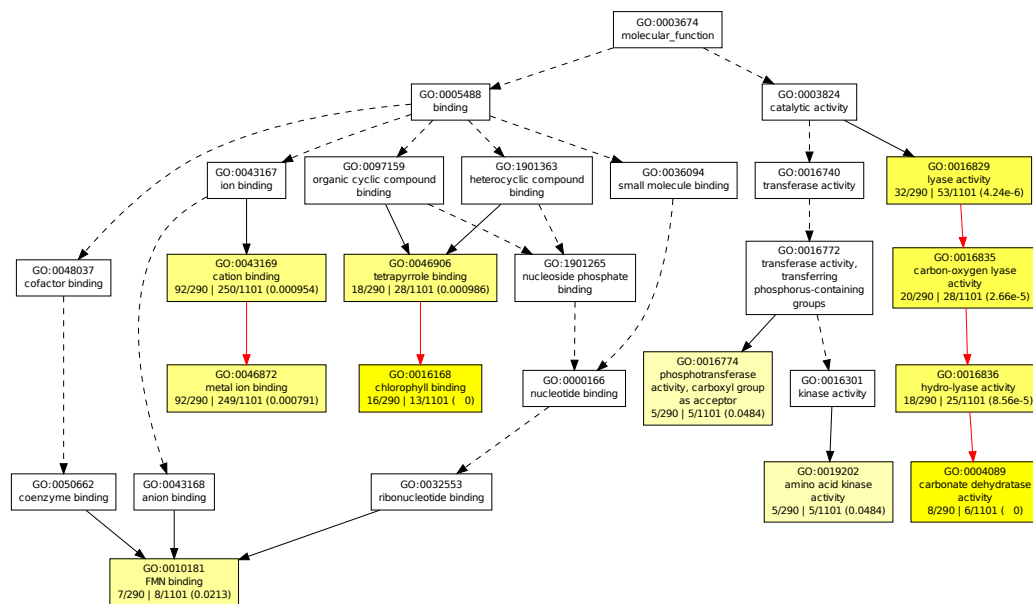 GO:0003674
molecular_function
GO:0005488
binding
GO:0003824
catalytic activity
GO:0043167
ion binding
GO:0097159
organic cyclic compound
binding
GO:1901363
heterocyclic compound
binding
GO:0036094
small molecule binding
GO:0016740
transferase activity
GO:0016829
lyase activity
32/290 | 53/1101 (4.24e-6)
GO:0048037
cofactor binding
GO:0043169
cation binding
92/290 | 250/1101 (0.000954)
GO:0046906
tetrapyrrole binding
18/290 | 28/1101 (0.000986)
GO:1901265
nucleoside phosphate
binding
GO:0016772
transferase activity,
transferring
phosphorus-containing
groups
GO:0016835
carbon-oxygen lyase
activity
20/290 | 28/1101 (2.66e-5)
GO:0046872
metal ion binding
92/290 | 249/1101 (0.000791)
GO:0016168
chlorophyll binding
16/290 | 13/1101 (   0)
GO:0000166
nucleotide binding
GO:0016774
phosphotransferase
activity, carboxyl group
as acceptor
5/290 | 5/1101 (0.0484)
GO:0016301
kinase activity
GO:0016836
hydro-lyase activity
18/290 | 25/1101 (8.56e-5)
GO:0050662
coenzyme binding
GO:0043168
anion binding
GO:0032553
ribonucleotide binding
GO:0019202
amino acid kinase
activity
5/290 | 5/1101 (0.0484)
GO:0004089
carbonate dehydratase
activity
8/290 | 6/1101 (   0)
GO:0010181
FMN binding
7/290 | 8/1101 (0.0213)